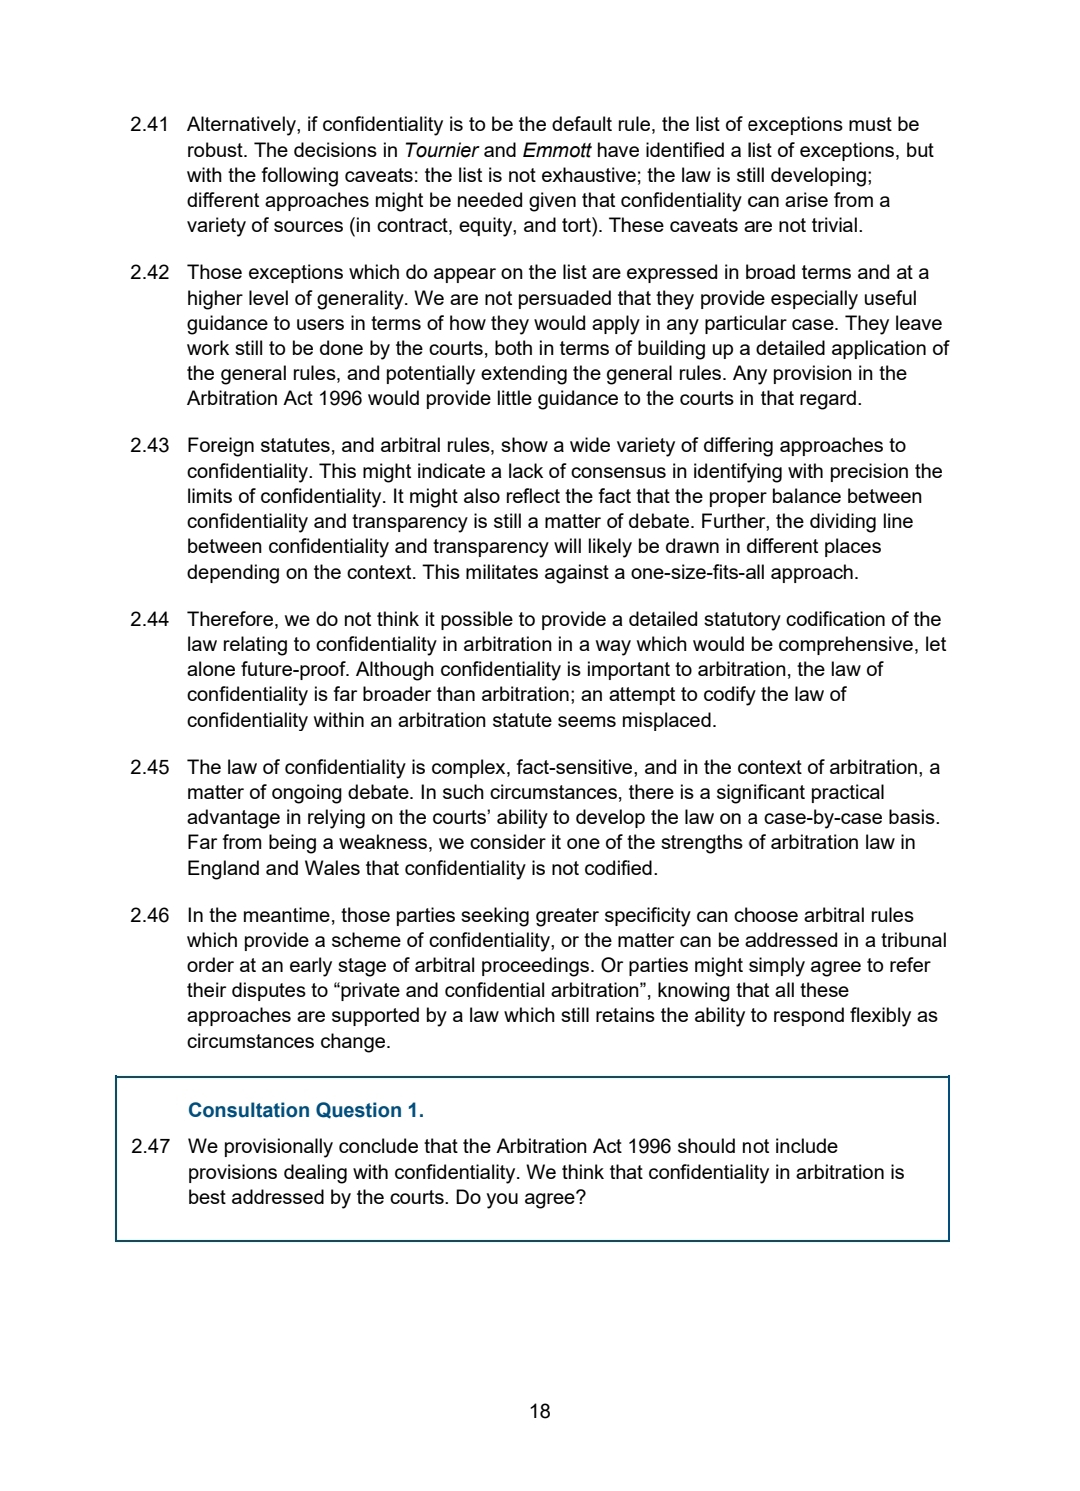 2.41 Alternatively, if confidentiality is to be the default rule, the list of exceptions must be
robust. The decisions in Tournier and Emmott have identified a list of exceptions, but
with the following caveats: the list is not exhaustive; the law is still developing;
different approaches might be needed given that confidentiality can arise from a
variety of sources (in contract, equity, and tort). These caveats are not trivial.
2.42 Those exceptions which do appear on the list are expressed in broad terms and at a
higher level of generality. We are not persuaded that they provide especially useful
guidance to users in terms of how they would apply in any particular case. They leave
work still to be done by the courts, both in terms of building up a detailed application of
the general rules, and potentially extending the general rules. Any provision in the
Arbitration Act 1996 would provide little guidance to the courts in that regard.
2.43 Foreign statutes, and arbitral rules, show a wide variety of differing approaches to
confidentiality. This might indicate a lack of consensus in identifying with precision the
limits of confidentiality. It might also reflect the fact that the proper balance between
confidentiality and transparency is still a matter of debate. Further, the dividing line
between confidentiality and transparency will likely be drawn in different places
depending on the context. This militates against a one-size-fits-all approach.
2.44 Therefore, we do not think it possible to provide a detailed statutory codification of the
law relating to confidentiality in arbitration in a way which would be comprehensive, let
alone future-proof. Although confidentiality is important to arbitration, the law of
confidentiality is far broader than arbitration; an attempt to codify the law of
confidentiality within an arbitration statute seems misplaced.
2.45 The law of confidentiality is complex, fact-sensitive, and in the context of arbitration, a
matter of ongoing debate. In such circumstances, there is a significant practical
advantage in relying on the courts’ ability to develop the law on a case-by-case basis.
Far from being a weakness, we consider it one of the strengths of arbitration law in
England and Wales that confidentiality is not codified.
2.46 In the meantime, those parties seeking greater specificity can choose arbitral rules
which provide a scheme of confidentiality, or the matter can be addressed in a tribunal
order at an early stage of arbitral proceedings. Or parties might simply agree to refer
their disputes to “private and confidential arbitration”, knowing that all these
approaches are supported by a law which still retains the ability to respond flexibly as
circumstances change.
Consultation Question 1.
2.47 We provisionally conclude that the Arbitration Act 1996 should not include
provisions dealing with confidentiality. We think that confidentiality in arbitration is
best addressed by the courts. Do you agree?
18